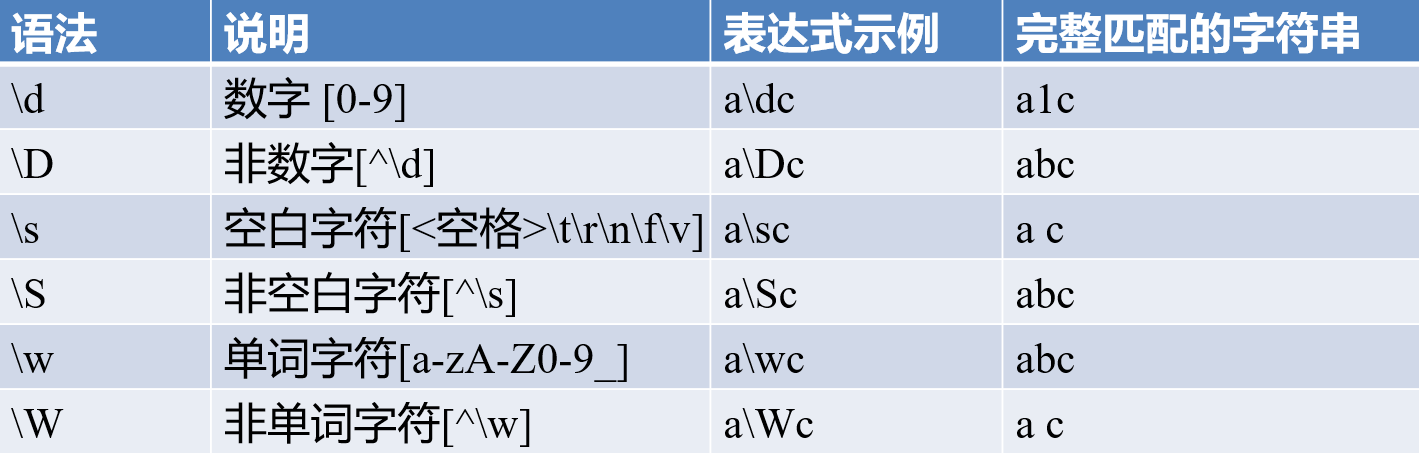 语法 说明 表达式示例 完整匹配的字符串
\d 数字 [0-9] a\dc a1c
\D 非数字[^\d] a\Dc abc
\s 空白字符[<空格>\t\r\n\f\v] a\sc a c
\S 非空白字符[^\s] a\Sc abc
\w 单词字符[a-zA-Z0-9_] a\wc abc
\W 非单词字符[^\w] a\Wc a c